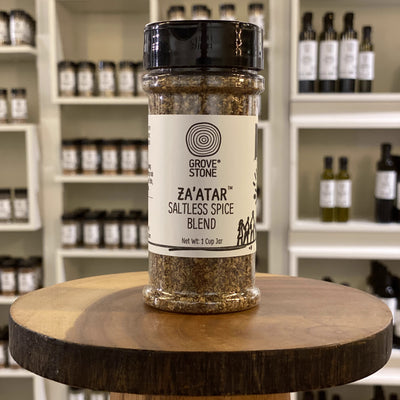 GROVE*
STONE
ZA'ATAR™
SALTLESS SPICE
BLEND
Net Wt: 1 Cup Jar